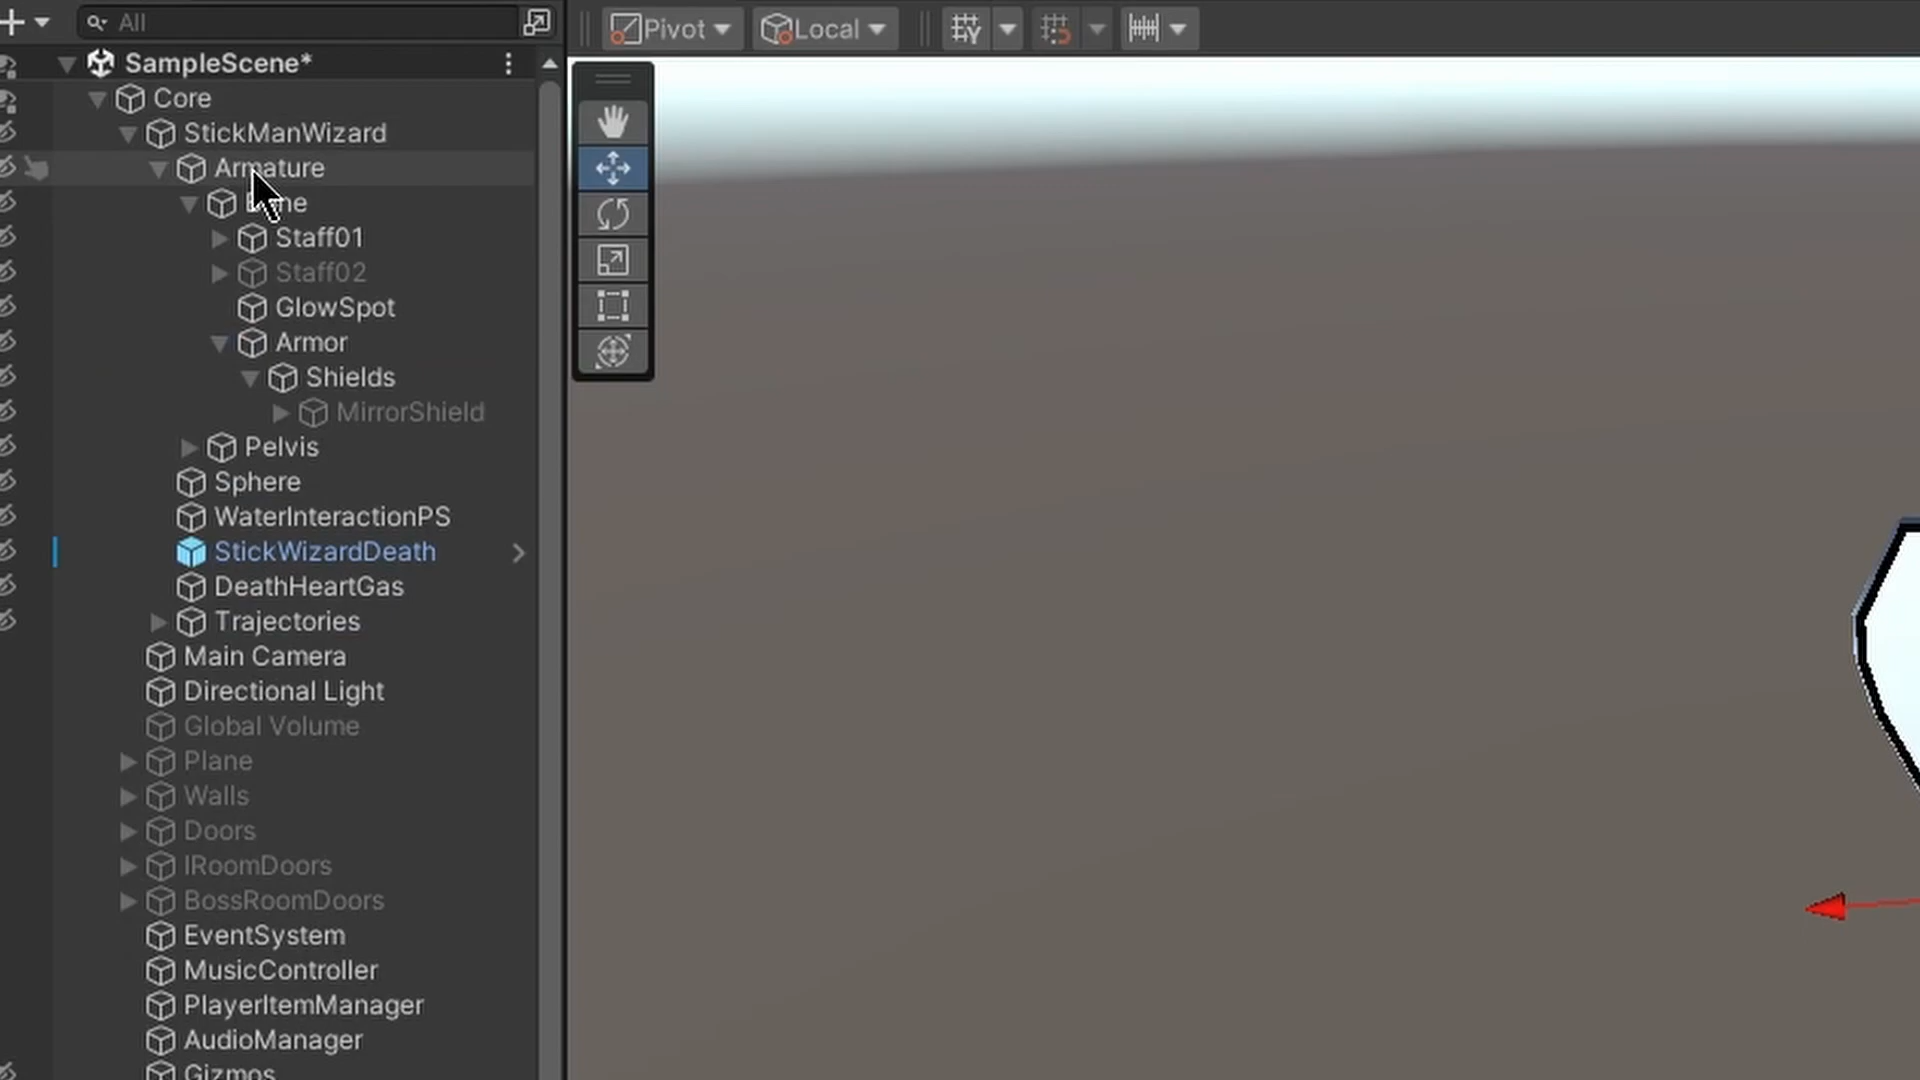 All
Pivot
Local
SampleScene*
Core
StickManWizard
Armature
Staff01
Staff02
GlowSpot
Armor
Shields
MirrorShield
Pelvis
Sphere
WaterInteractionPS
StickWizardDeath
DeathHeartGas
Trajectories
Main Camera
Directional Light
Global Volume
Plane
Walls
Doors
IRoomDoors
BossRoomDoors
EventSystem
MusicController
PlayerItemManager
AudioManager
Gizmos